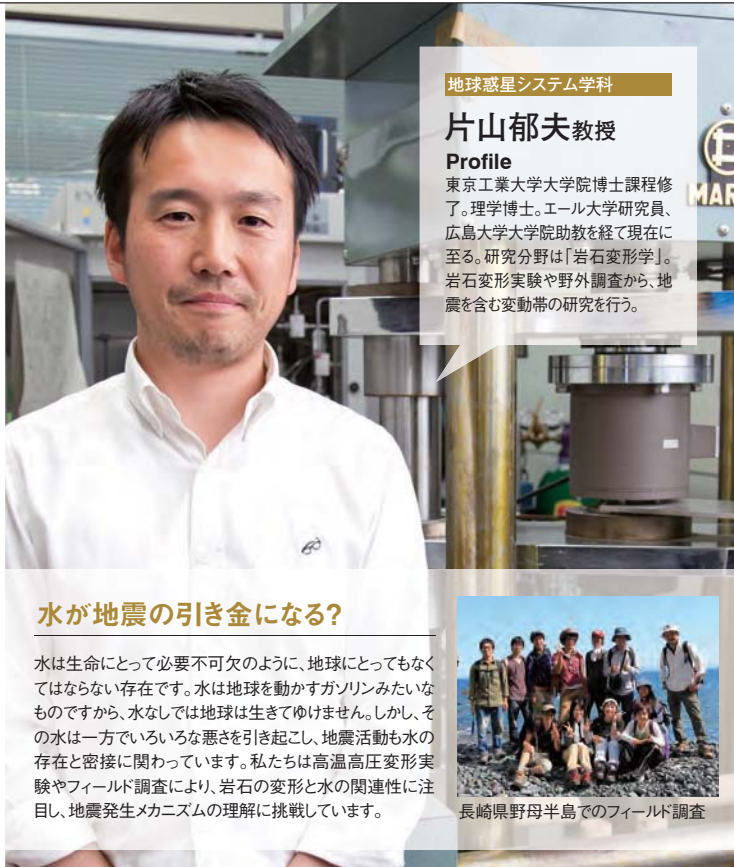 地球惑星システム学科
片山郁夫教授
Profile
東京工業大学大学院博士課程修
了。理学博士。エール大学研究員、
広島大学大学院助教を経て現在に
至る。研究分野は「岩石変形学」。
岩石変形実験や野外調査から、地
震を含む変動帯の研究を行う。
MAR
水が地震の引き金になる?
水は生命にとって必要不可欠のように、地球にとってもなく
てはならない存在です。水は地球を動かすガソリンみたいな
ものですから、水なしでは地球は生きてゆけません。しかし、そ
の水は一方でいろいろな悪さを引き起こし、地震活動も水の
存在と密接に関わっています。私たちは高温高圧変形実
験やフィールド調査により、岩石の変形と水の関連性に注
目し、地震発生メカニズムの理解に挑戦しています。
長崎県野母半島でのフィールド調査